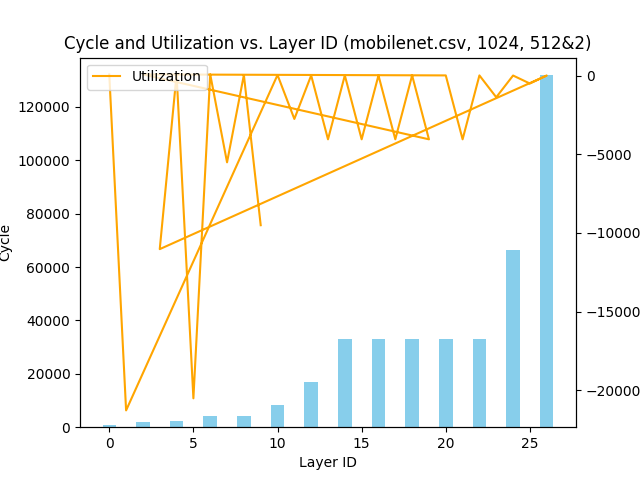 Cycle and Utilization vs. Layer ID (mobilenet.csv, 1024, 512&2)
Utilization
Cycle
120000
100000
80000
60000
40000
20000
0
0
−5000
−10000
−15000
−20000
0 5 10 15 20 25
Layer ID